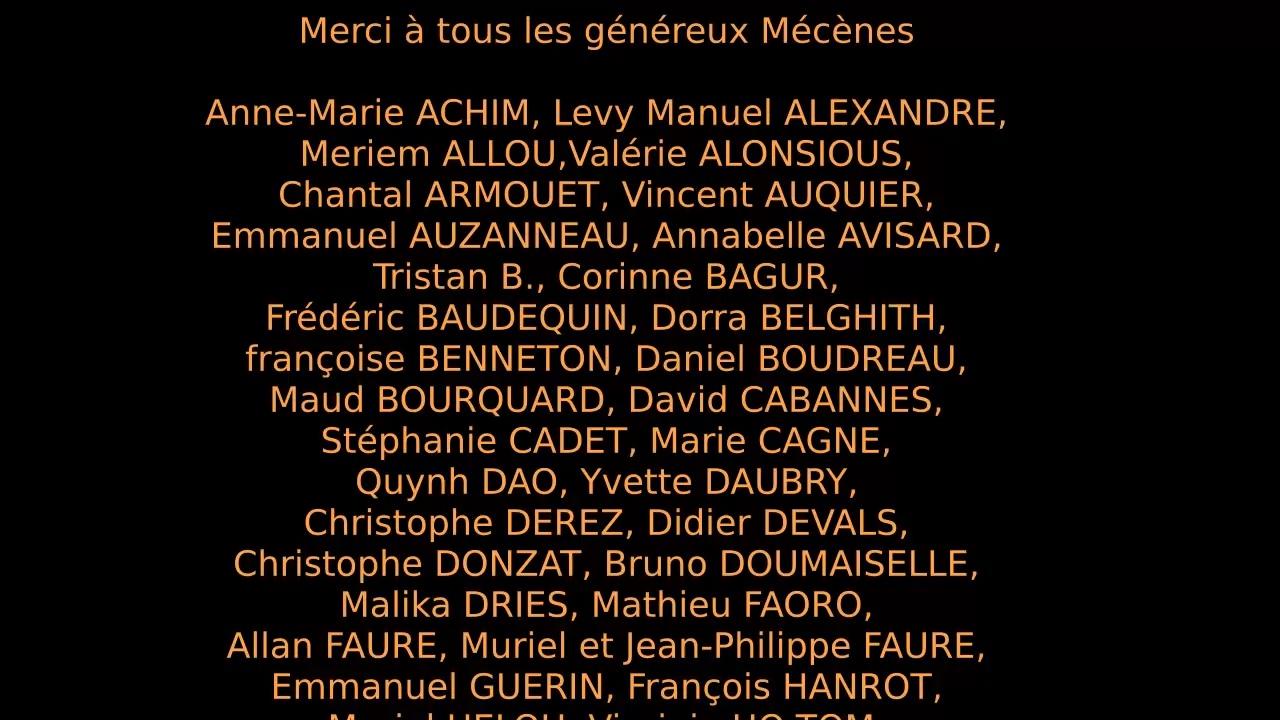 Merci à tous les généreux Mécènes
Anne-Marie ACHIM, Levy Manuel ALEXANDRE,
Meriem ALLOU,Valérie ALONSIOUS,
Chantal ARMOUET, Vincent AUQUIER,
Emmanuel AUZANNEAU, Annabelle AVISARD,
Tristan B., Corinne BAGUR,
Frédéric BAUDEQUIN, Dorra BELGHITH,
françoise BENNETON, Daniel BOUDREAU,
Maud BOURQUARD, David CABANNES,
Stéphanie CADET, Marie CAGNE,
Quynh DAO, Yvette DAUBRY,
Christophe DEREZ, Didier DEVALS,
Christophe DONZAT, Bruno DOUMAISELLE,
Malika DRIES, Mathieu FAORO,
Allan FAURE, Muriel et Jean-Philippe FAURE,
Emmanuel GUERIN, François HANROT,